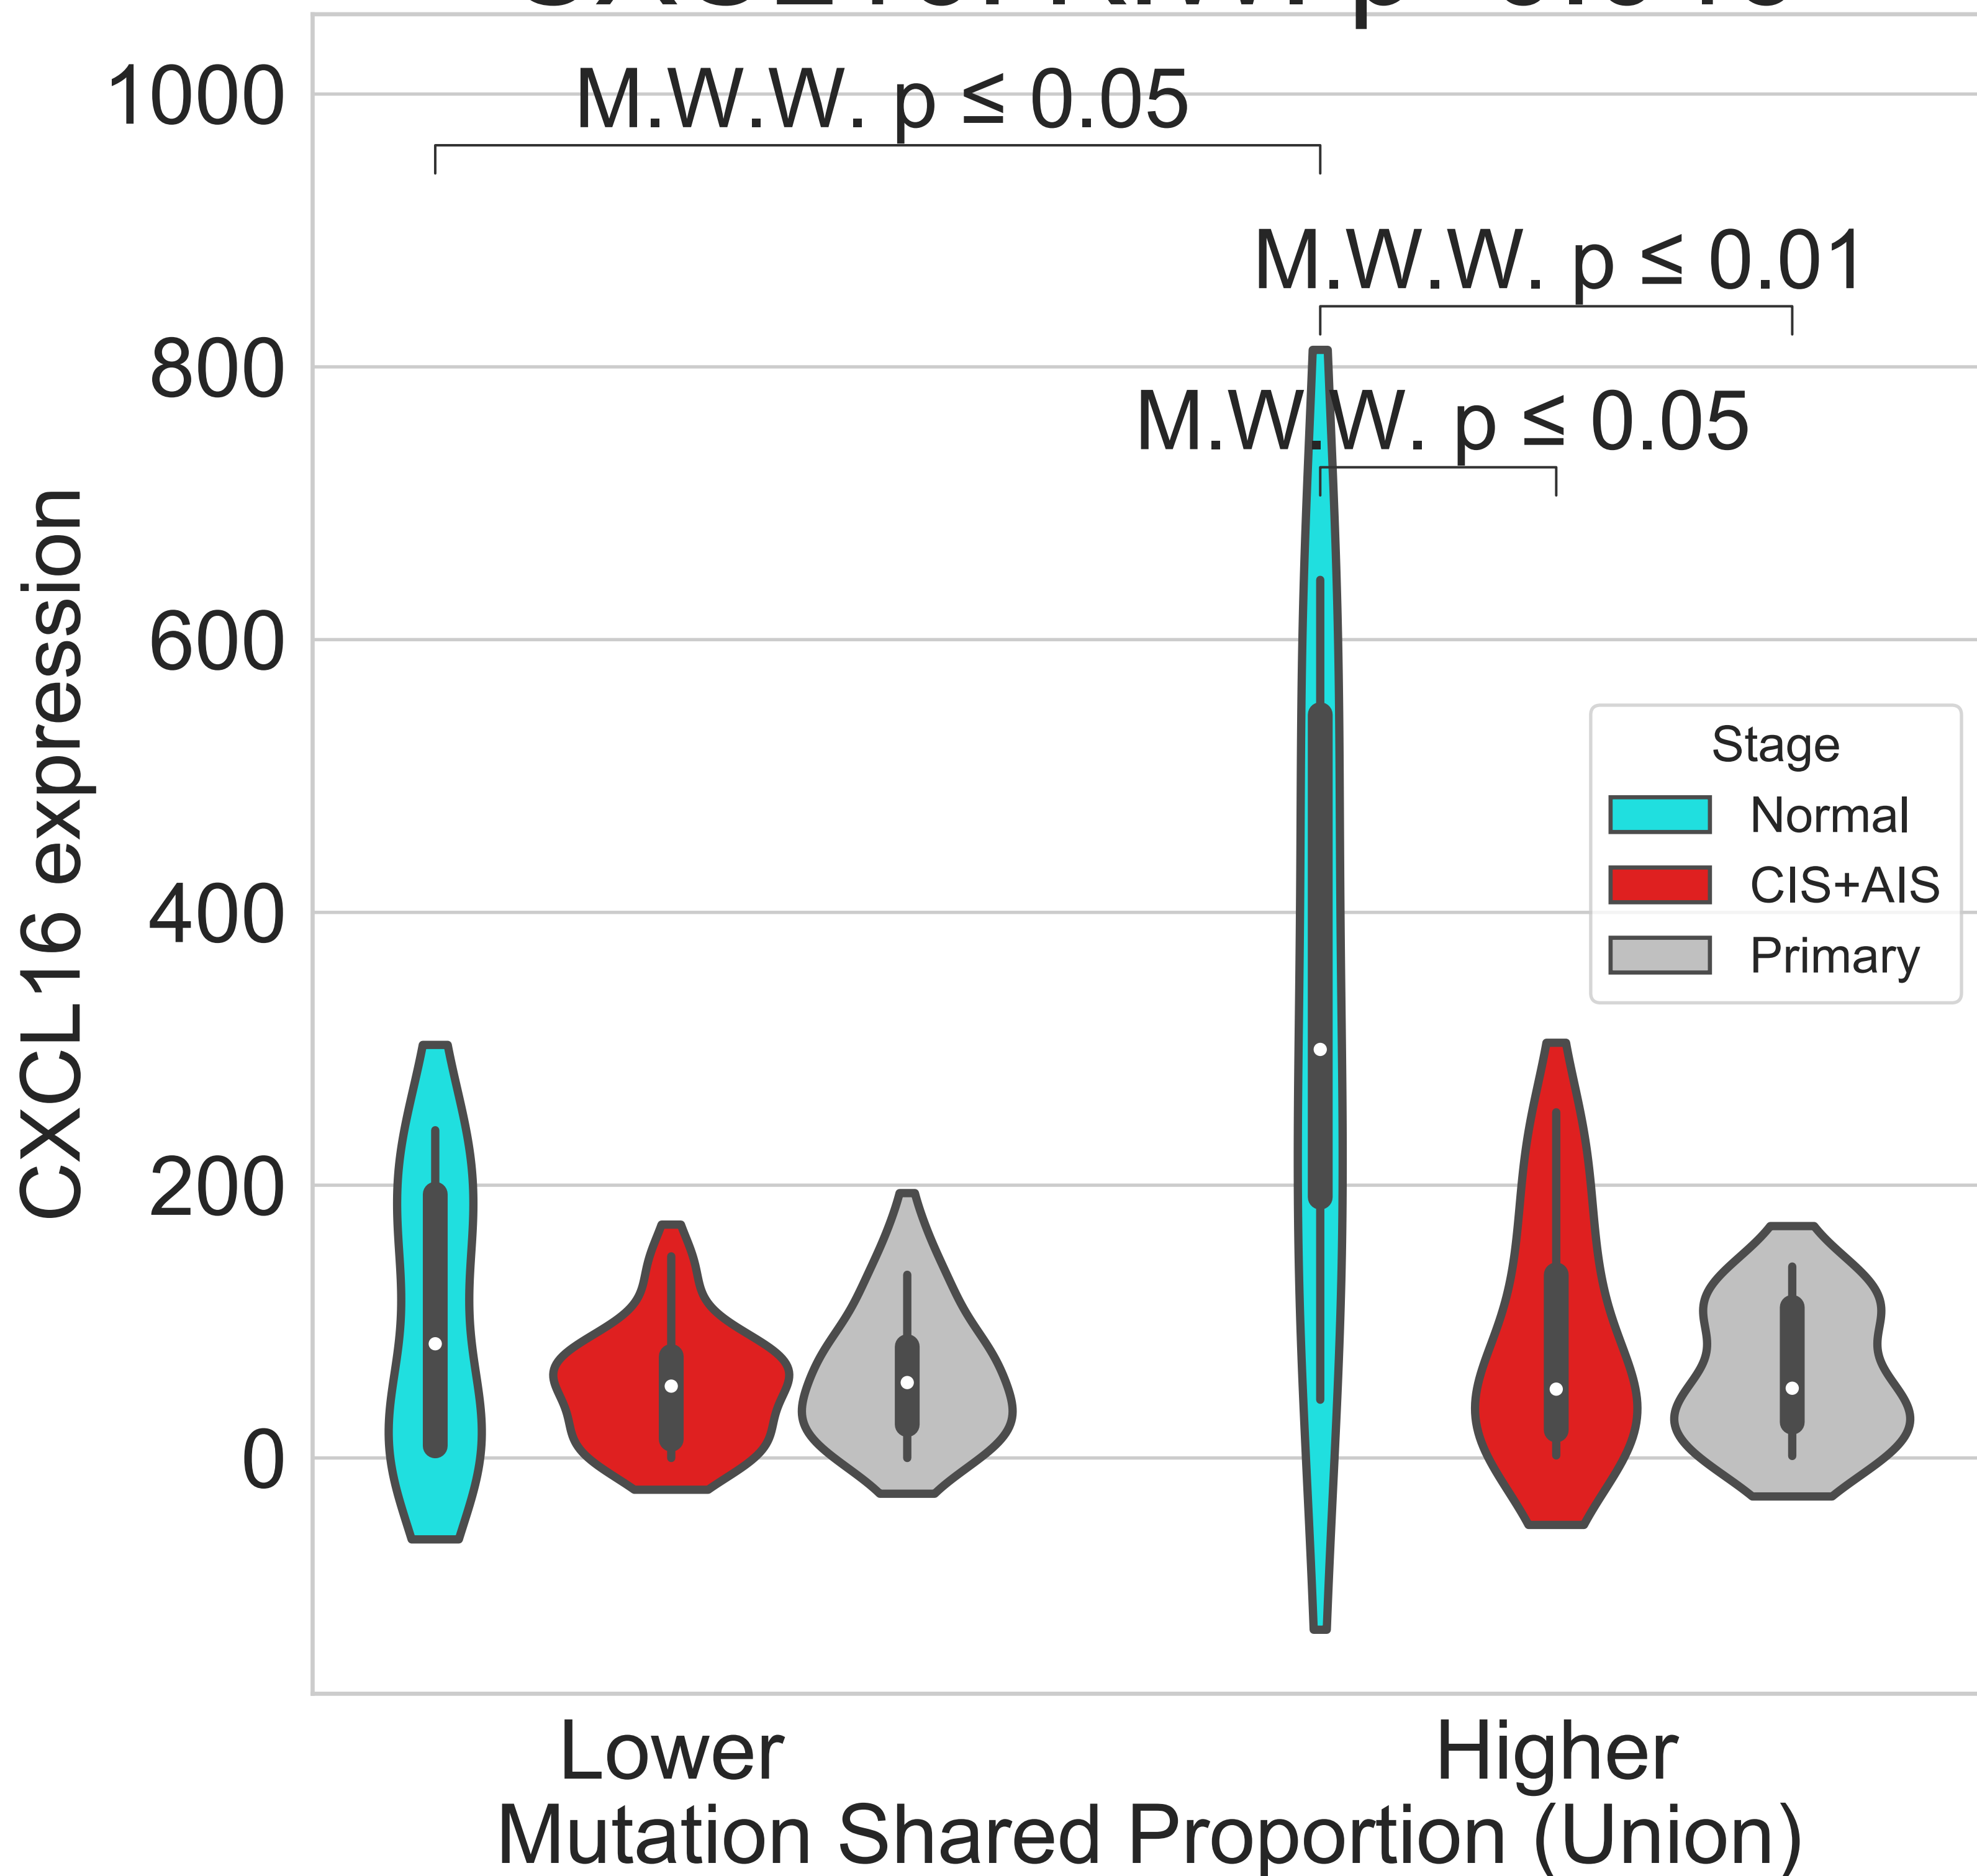 1000
M.W.W. p ≤ 0.05
M.W.W. p ≤ 0.01
800
M.W.W. p ≤ 0.05
600
400
200
0
CXCL16 expression
Stage
Normal
CIS+AIS
Primary
Lower
Higher
Mutation Shared Proportion (Union)